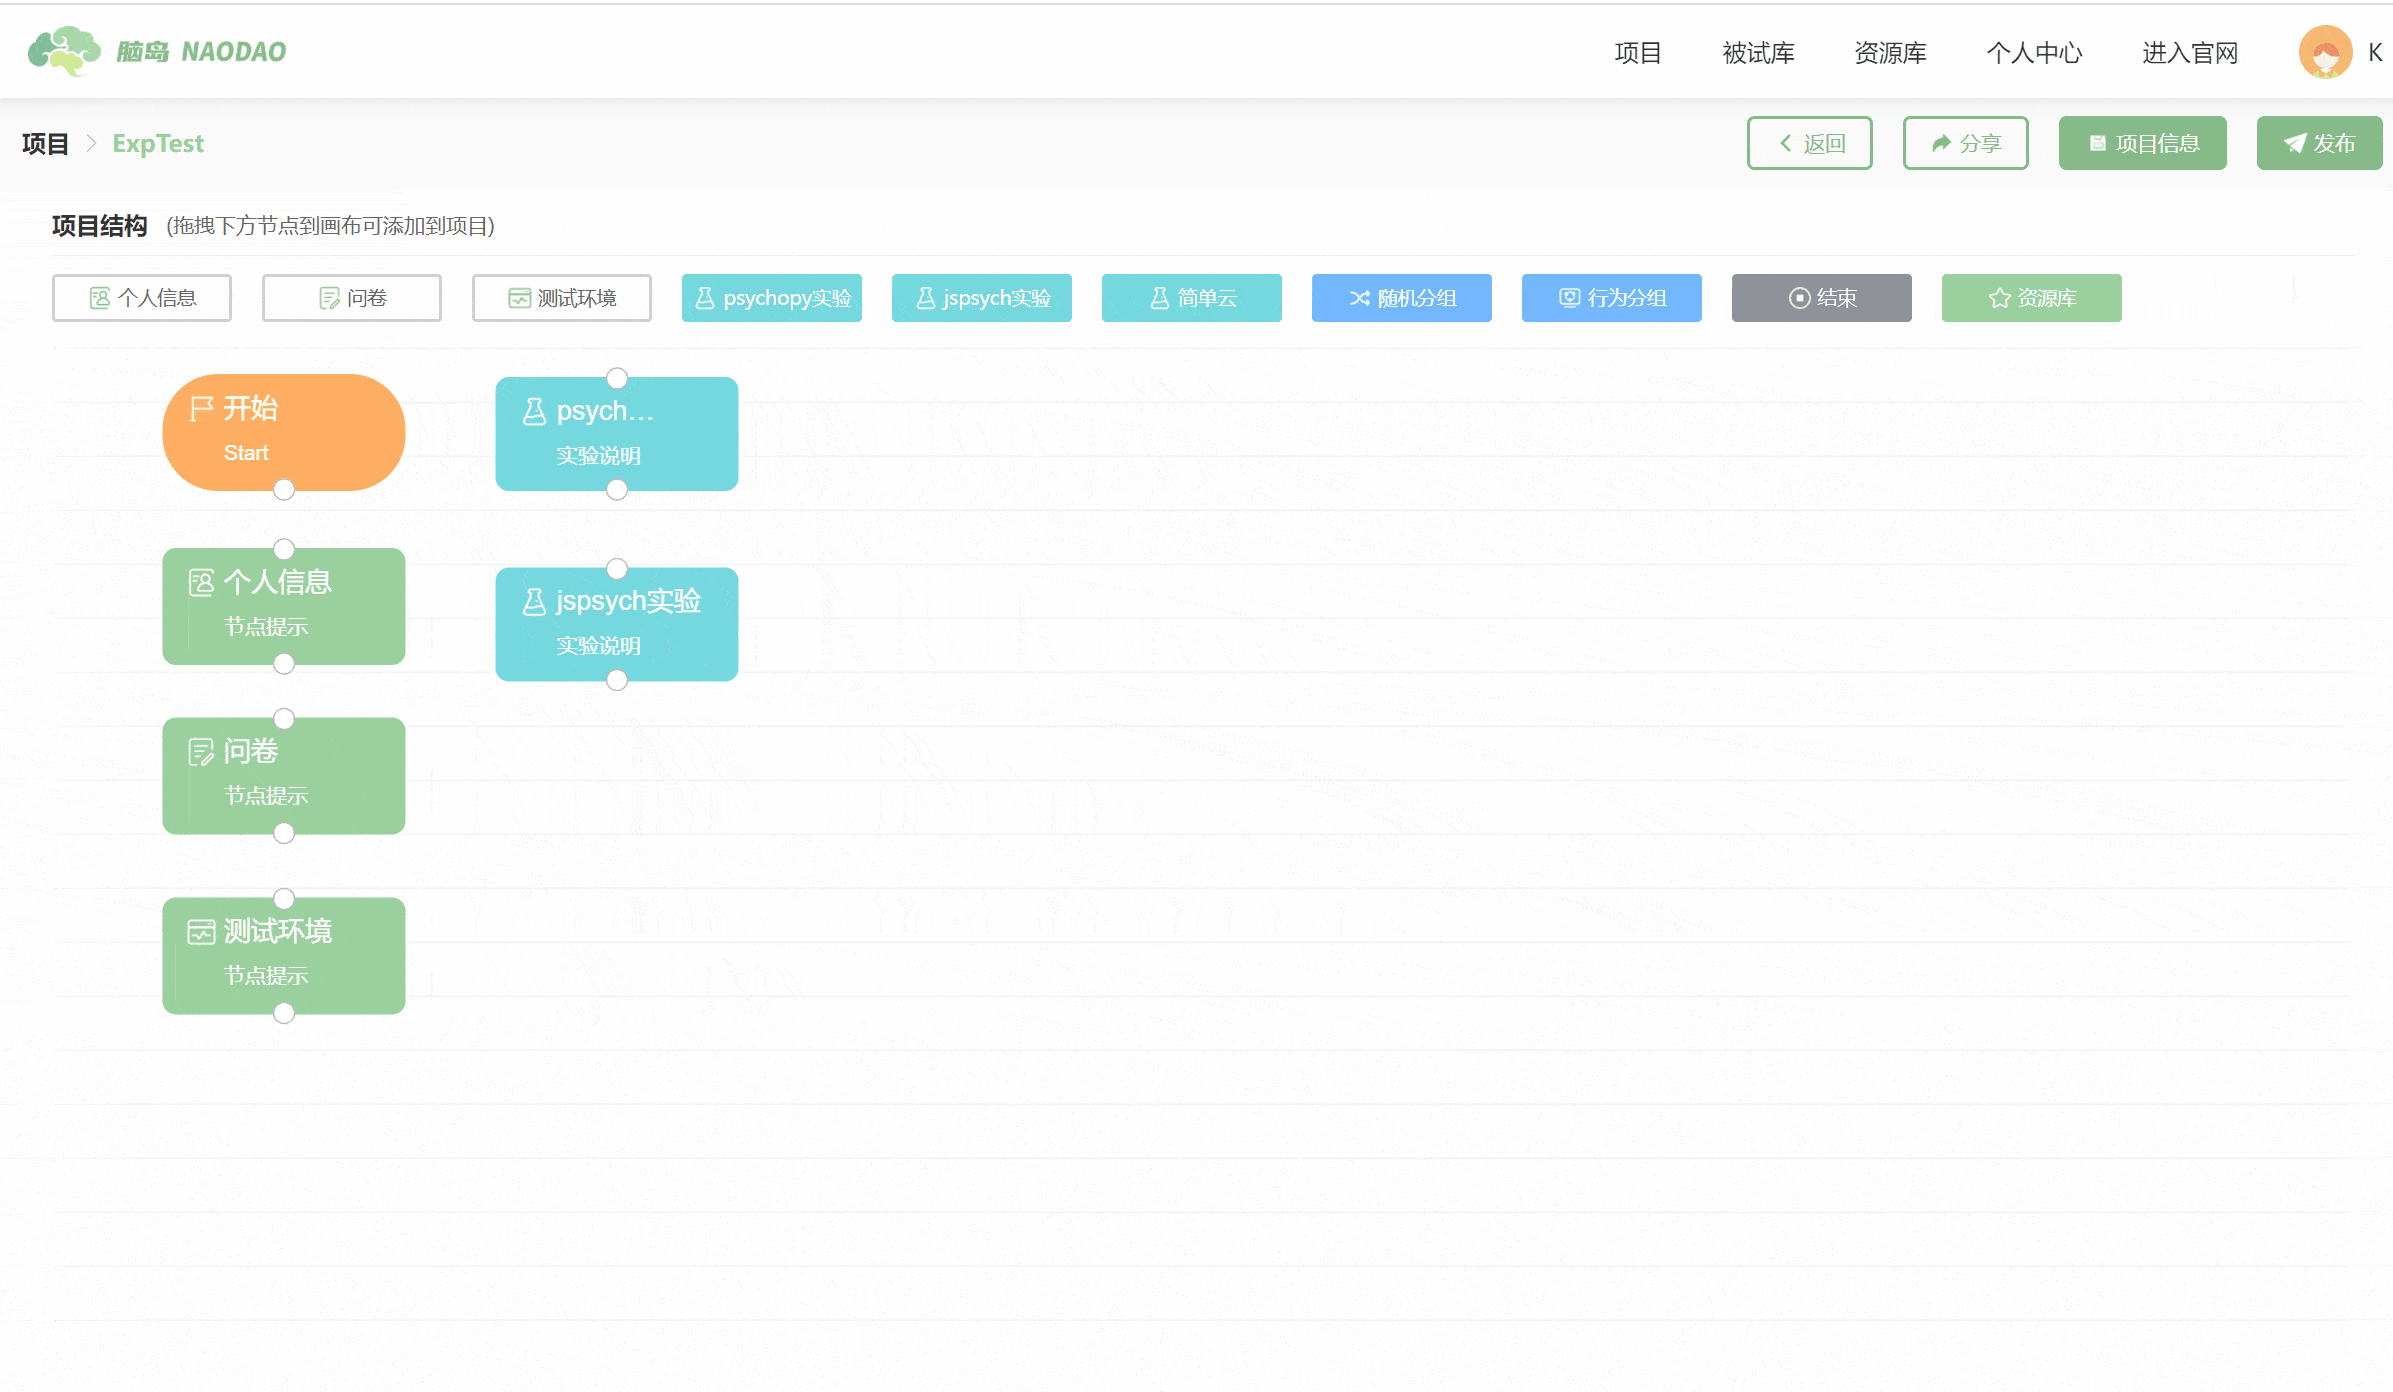 脑岛 NAODAO
项目 被试库 资源库 个人中心 进入官网 K
项目 ExpTest
返回 分享 项目信息 发布
项目结构 (拖拽下方节点到画布可添加到项目)
个人信息 问卷 测试环境 psychopy实验 jspsych实验 简单云 随机分组 行为分组 结束 资源库
开始
Start
psych...
实验说明
个人信息
节点提示
jspsych实验
实验说明
问卷
节点提示
测试环境
节点提示